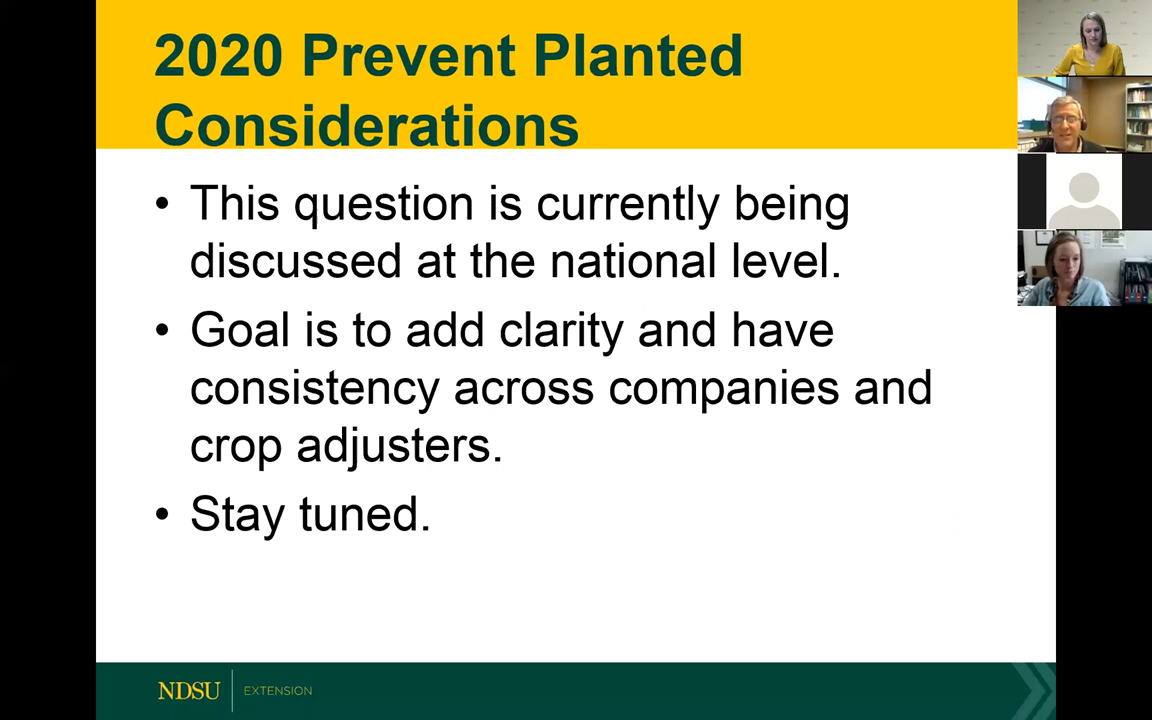 2020 Prevent Planted
Considerations
• This question is currently being
discussed at the national level.
• Goal is to add clarity and have
consistency across companies and
crop adjusters.
• Stay tuned.
NDSU EXTENSION